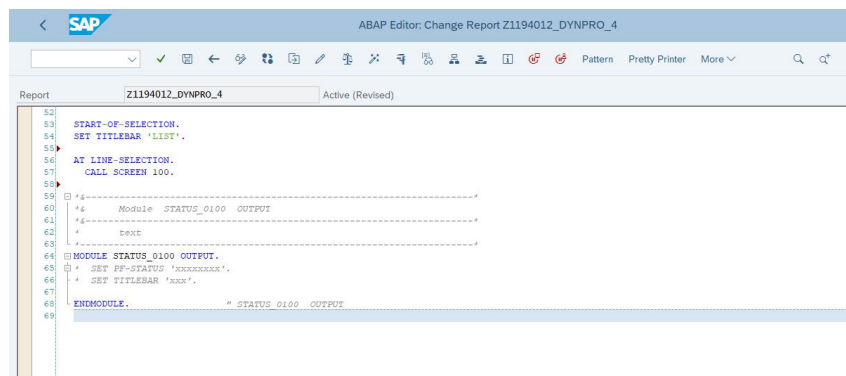 SAP
ABAP Editor: Change Report Z1194012_DYNPRO_4
Pattern Pretty Printer More
Report Z1194012_DYNPRO_4 Active (Revised)
52
53 START-OF-SELECTION.
54 SET TITLEBAR 'LIST'.
55
56 AT LINE-SELECTION.
57 CALL SCREEN 100.
58
59 *&---------------------------------------------------------------------*
60 *& Module STATUS_0100 OUTPUT
61 *&---------------------------------------------------------------------*
62 * text
63 *----------------------------------------------------------------------*
64 MODULE STATUS_0100 OUTPUT.
65 * SET PF-STATUS 'xxxxxxxx'.
66 * SET TITLEBAR 'xxx'.
67
68 ENDMODULE. " STATUS_0100 OUTPUT
69